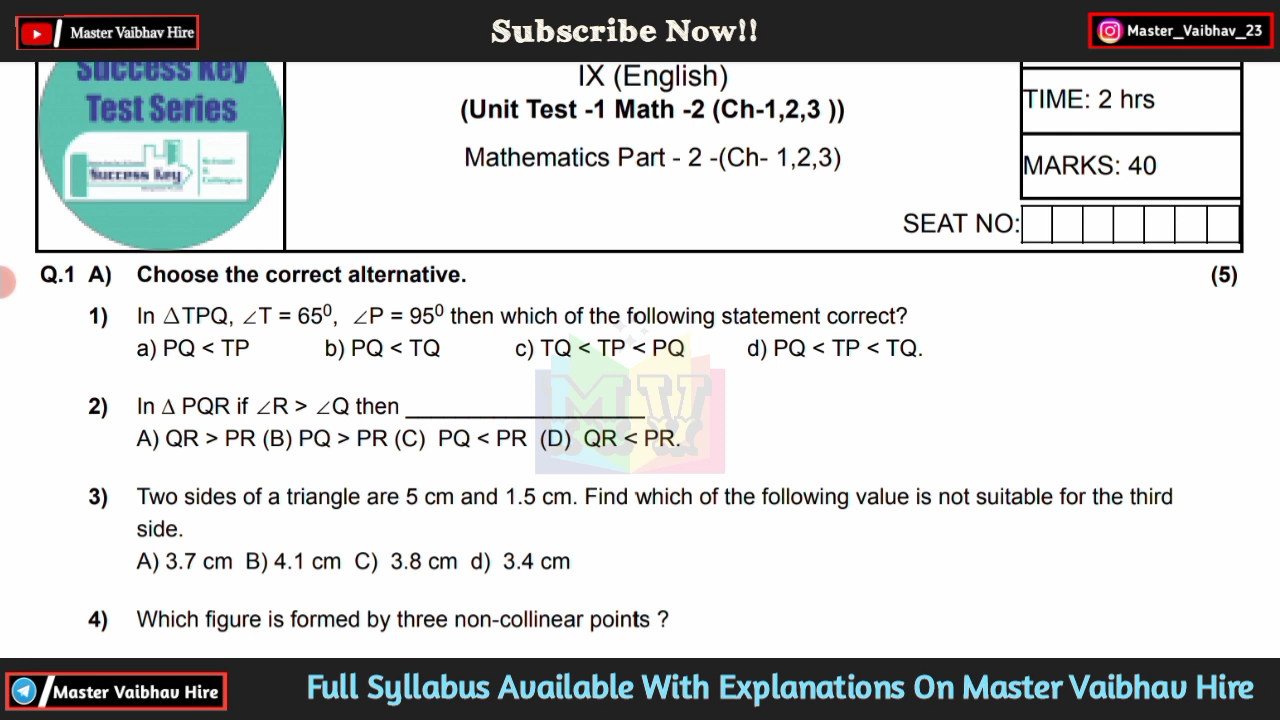 Master Vaibhav Hire
Subscribe Now!!
Master_Vaibhav_23
Success Key
Test Series
Success Key
IX (English)
(Unit Test -1 Math -2 (Ch-1,2,3 ))
Mathematics Part - 2 -(Ch- 1,2,3)
TIME: 2 hrs
MARKS: 40
SEAT NO:
Q.1 A) Choose the correct alternative. (5)
1) In △TPQ, ∠T = 65⁰, ∠P = 95⁰ then which of the following statement correct?
a) PQ < TP b) PQ < TQ c) TQ < TP < PQ d) PQ < TP < TQ.
2) In Δ PQR if ∠R > ∠Q then ____________________
A) QR > PR (B) PQ > PR (C) PQ < PR (D) QR < PR.
3) Two sides of a triangle are 5 cm and 1.5 cm. Find which of the following value is not suitable for the third
side.
A) 3.7 cm B) 4.1 cm C) 3.8 cm d) 3.4 cm
4) Which figure is formed by three non-collinear points ?
MW
Master Vaibhav Hire
Full Syllabus Available With Explanations On Master Vaibhav Hire